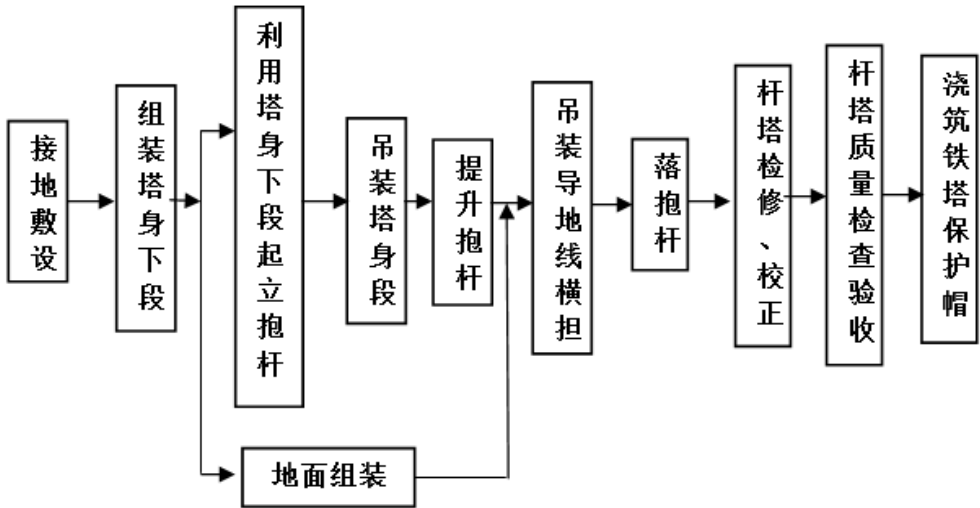 接地敷设
组装塔身下段
利用塔身下段起立抱杆
吊装塔身段
提升抱杆
吊装导地线横担
落抱杆
杆塔检修、校正
杆塔质量检查验收
浇筑铁塔保护帽
地面组装